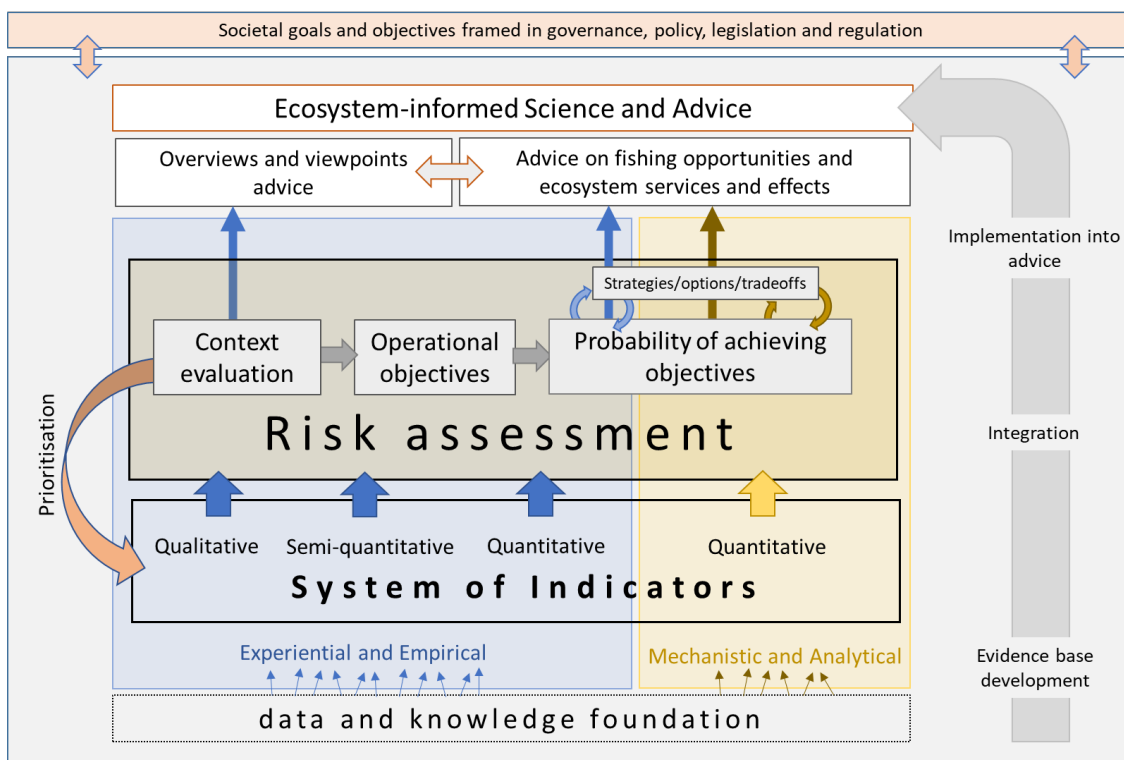 Societal goals and objectives framed in governance, policy, legislation and regulation
Ecosystem-informed Science and Advice
Overviews and viewpoints
advice
Advice on fishing opportunities and
ecosystem services and effects
Implementation into
advice
Strategies/options/tradeoffs
Context
evaluation
Operational
objectives
Probability of achieving
objectives
Risk assessment
Integration
Prioritisation
Qualitative
Semi-quantitative
Quantitative
Quantitative
System of Indicators
Experiential and Empirical
Mechanistic and Analytical
Evidence base
development
data and knowledge foundation